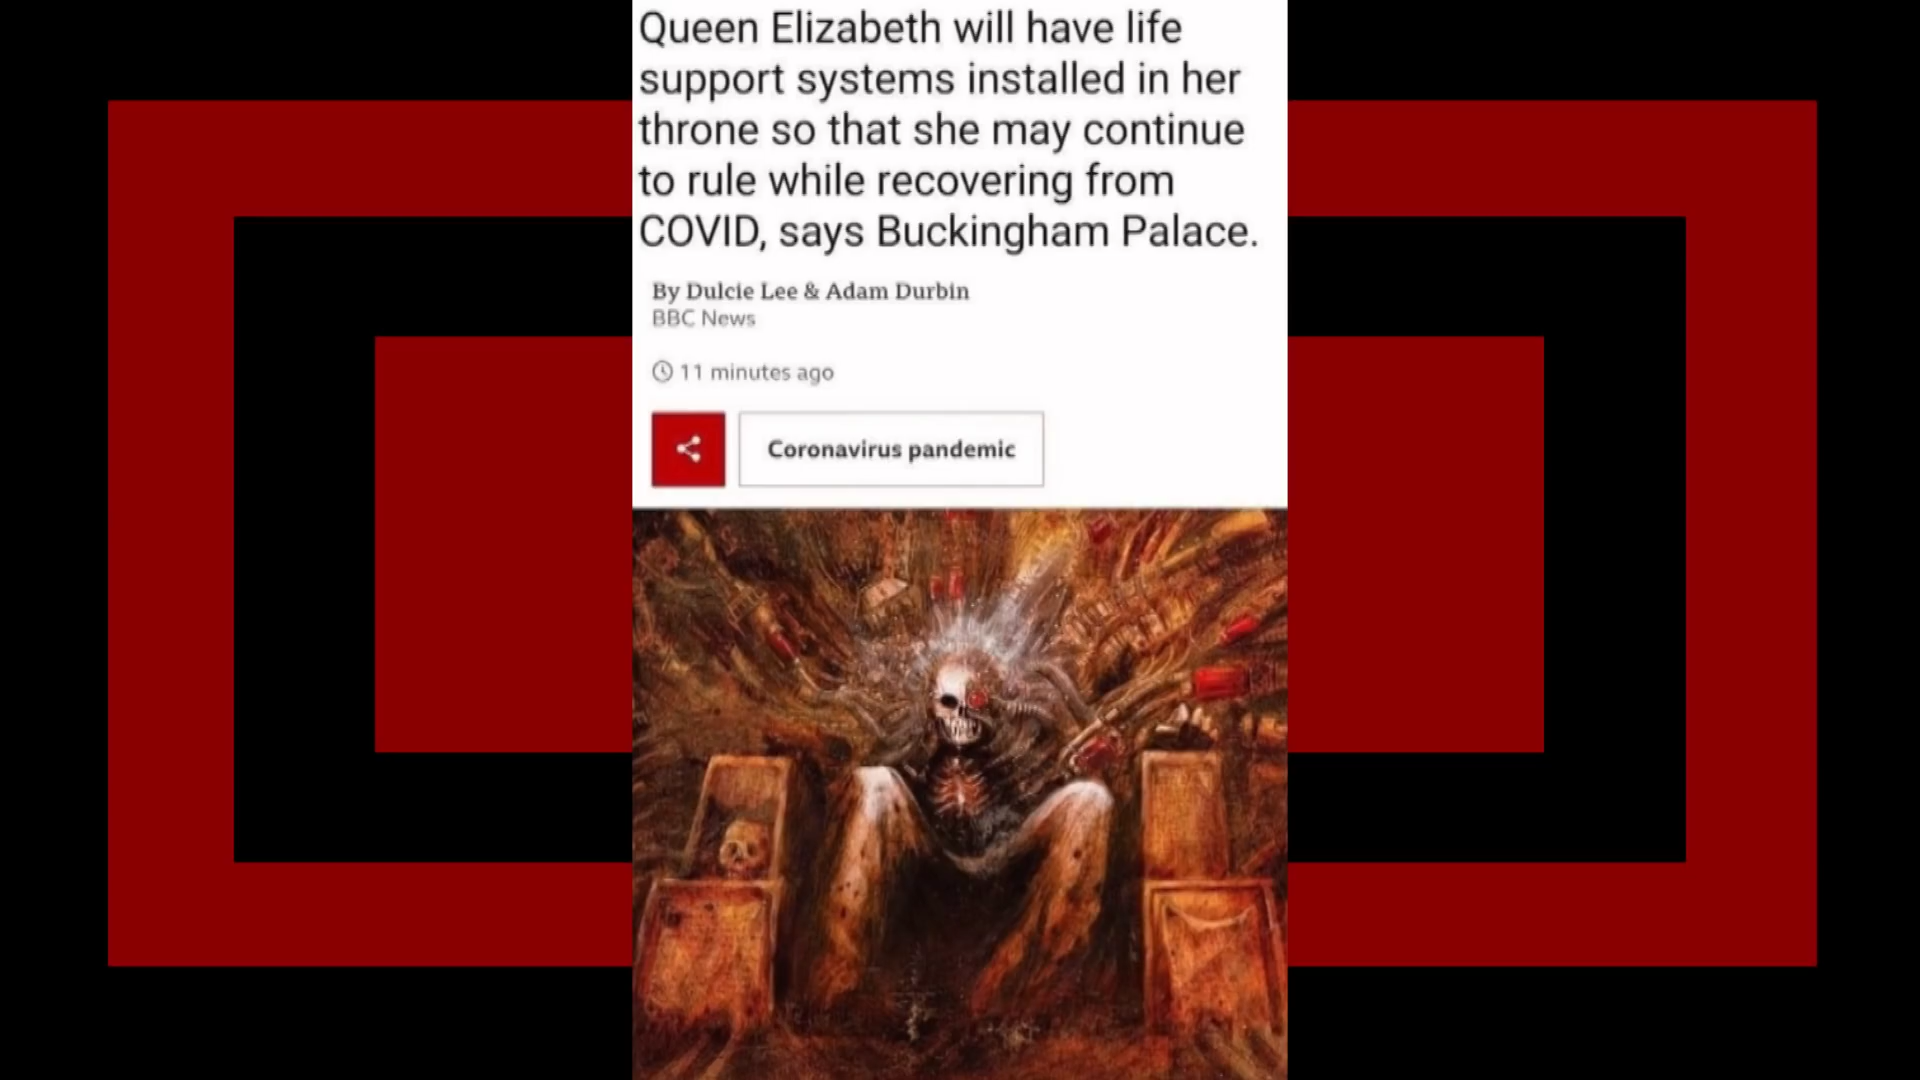 Queen Elizabeth will have life
support systems installed in her
throne so that she may continue
to rule while recovering from
COVID, says Buckingham Palace.
By Dulcie Lee & Adam Durbin
BBC News
11 minutes ago
Coronavirus pandemic